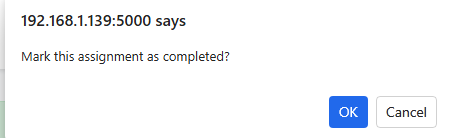 192.168.1.139:5000 says
Mark this assignment as completed?
OK Cancel